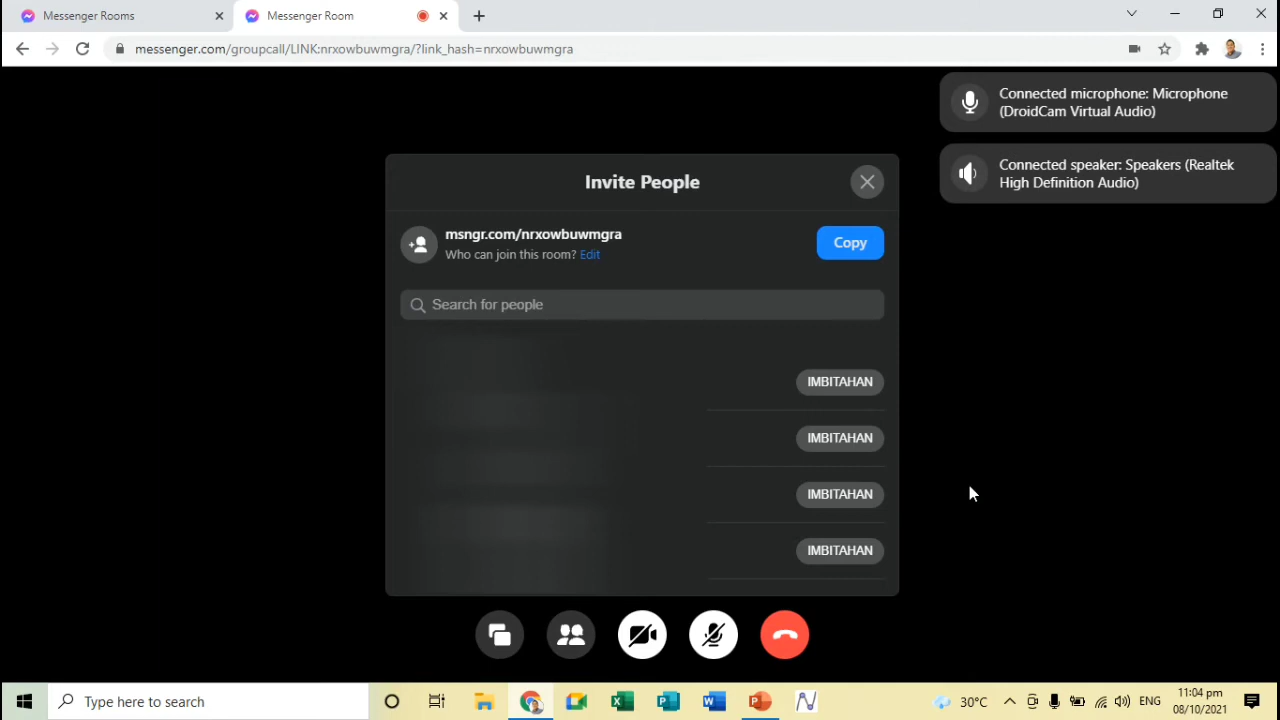 Messenger Rooms
Messenger Room
messenger.com/groupcall/LINK:nrxowbuwmgra/?link_hash=nrxowbuwmgra
Connected microphone: Microphone
(DroidCam Virtual Audio)
Connected speaker: Speakers (Realtek
High Definition Audio)
Invite People
msngr.com/nrxowbuwmgra
Who can join this room? Edit
Copy
Search for people
IMBITAHAN
IMBITAHAN
IMBITAHAN
IMBITAHAN
Type here to search
30°C
ENG
11:04 pm
08/10/2021